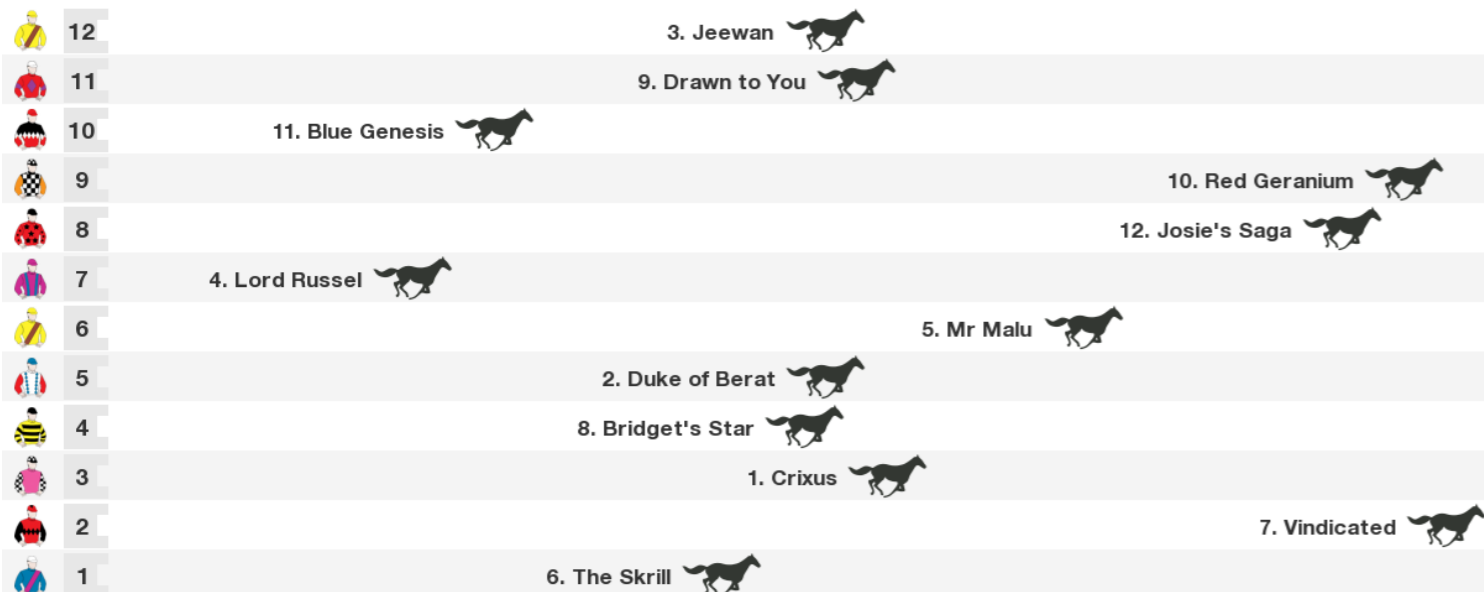 12 3. Jeewan
11 9. Drawn to You
10 11. Blue Genesis
9 10. Red Geranium
8 12. Josie's Saga
7 4. Lord Russel
6 5. Mr Malu
5 2. Duke of Berat
4 8. Bridget's Star
3 1. Crixus
2 7. Vindicated
1 6. The Skrill